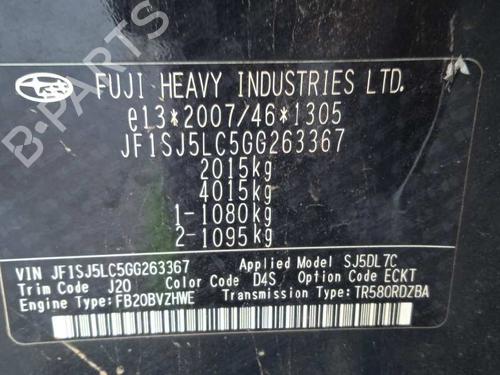 FUJI HEAVY INDUSTRIES LTD.
e13*2007/46*1305
JF1SJ5LC5GG263367
2015kg
4015kg
1-1080kg
2-1095kg
VIN JF1SJ5LC5GG263367 Applied Model SJ5DL7C
Trim Code J20 Color Code D4S Option Code ECKT
Engine Type:FB20BVZHWE Transmission Type:TR580RDZBA